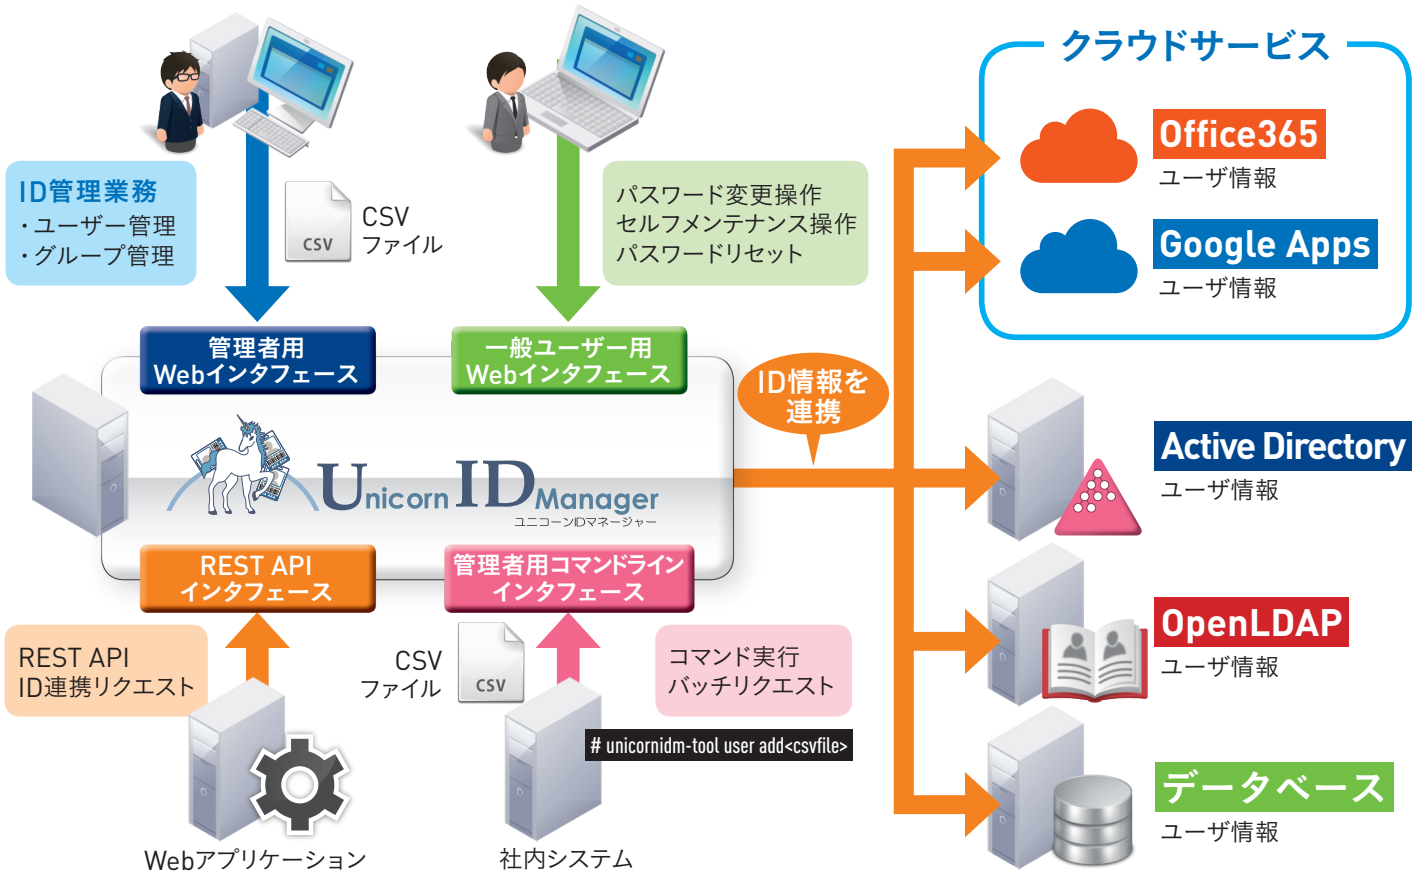 クラウドサービス
Office365
ユーザ情報
Google Apps
ユーザ情報
ID管理業務
・ユーザー管理
・グループ管理
CSV
CSV
ファイル
パスワード変更操作
セルフメンテナンス操作
パスワードリセット
管理者用
Webインタフェース
一般ユーザー用
Webインタフェース
ID情報を
連携
Unicorn ID Manager
ユニコーンIDマネージャー
Active Directory
ユーザ情報
REST API
インタフェース
管理者用コマンドライン
インタフェース
REST API
ID連携リクエスト
CSV
ファイル
CSV
コマンド実行
バッチリクエスト
OpenLDAP
ユーザ情報
# unicornidm-tool user add<csvfile>
データベース
ユーザ情報
Webアプリケーション
社内システム